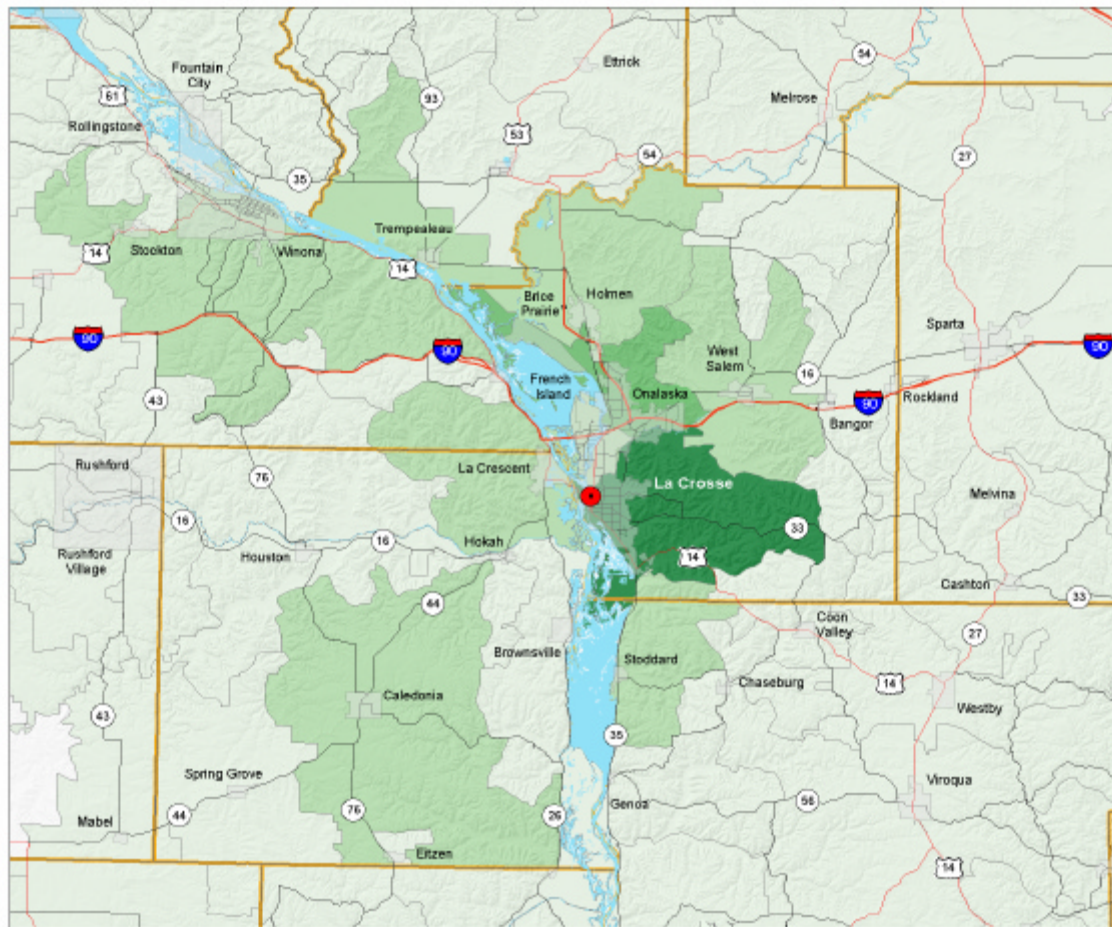 Ettrick
54
Fountain
City
61
93
Melrose
Rollingstone
53
54
27
35
Trempealeau
14
Stockton
Winona
14
Brice
Prairie
Holmen
Sparta
90
90
90
West
Salem
16
French
Island
Onalaska
90
Rockland
43
Bangor
Rushford
La Crescent
76
La Crosse
Melvina
16
33
Houston
16
Hokah
Rushford
Village
14
Cashton
33
44
Coon
Valley
27
Brownsville
Stoddard
Chaseburg
14
Caledonia
Westby
43
35
Spring Grove
Viroqua
Mabel
44
76
26
Genoa
56
Eitzen
14